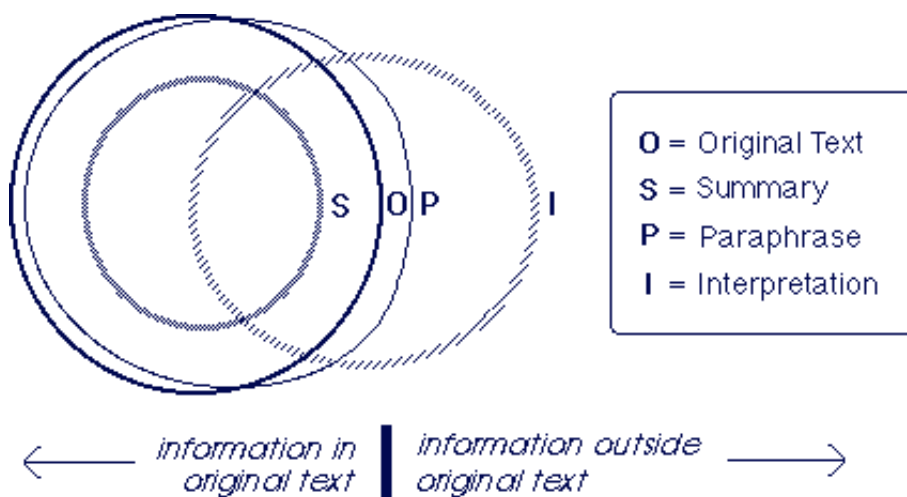 S O P I
O = Original Text
S = Summary
P = Paraphrase
I = Interpretation
information in
original text
information outside
original text